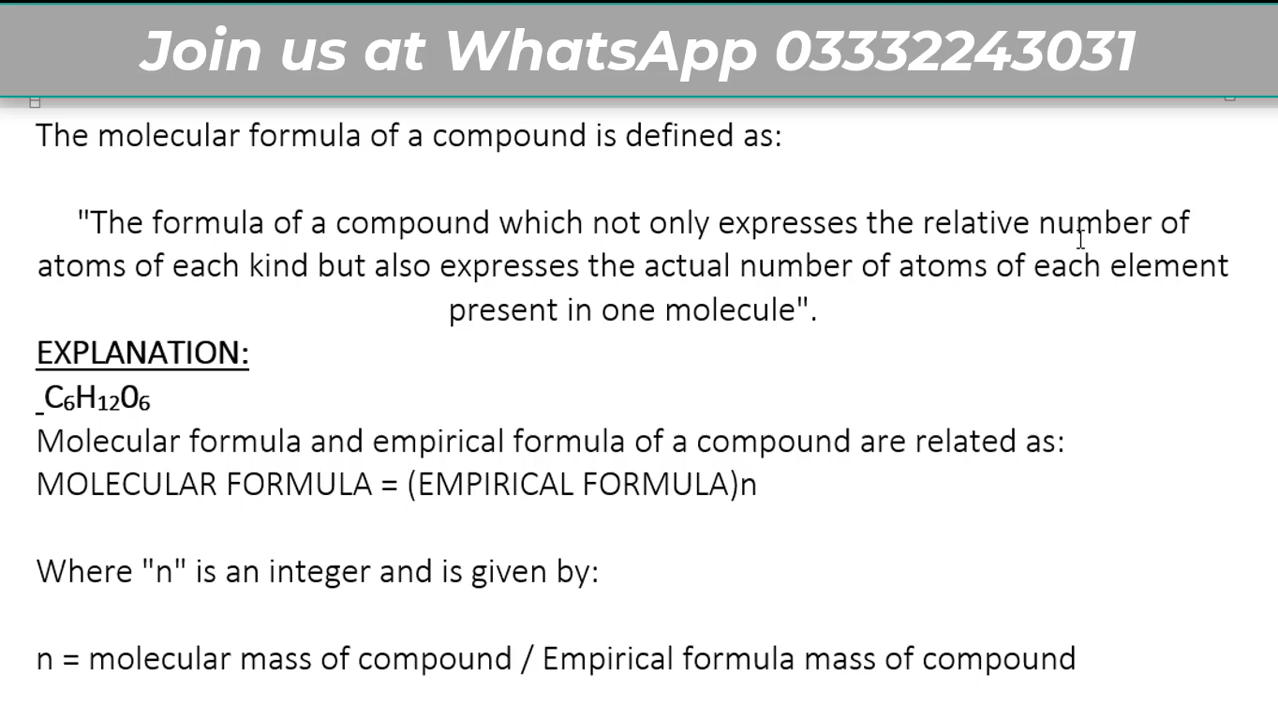 Join us at WhatsApp 03332243031
The molecular formula of a compound is defined as:
"The formula of a compound which not only expresses the relative number of
atoms of each kind but also expresses the actual number of atoms of each element
present in one molecule".
EXPLANATION:
_C₆H₁₂0₆
Molecular formula and empirical formula of a compound are related as:
MOLECULAR FORMULA = (EMPIRICAL FORMULA)n
Where "n" is an integer and is given by:
n = molecular mass of compound / Empirical formula mass of compound